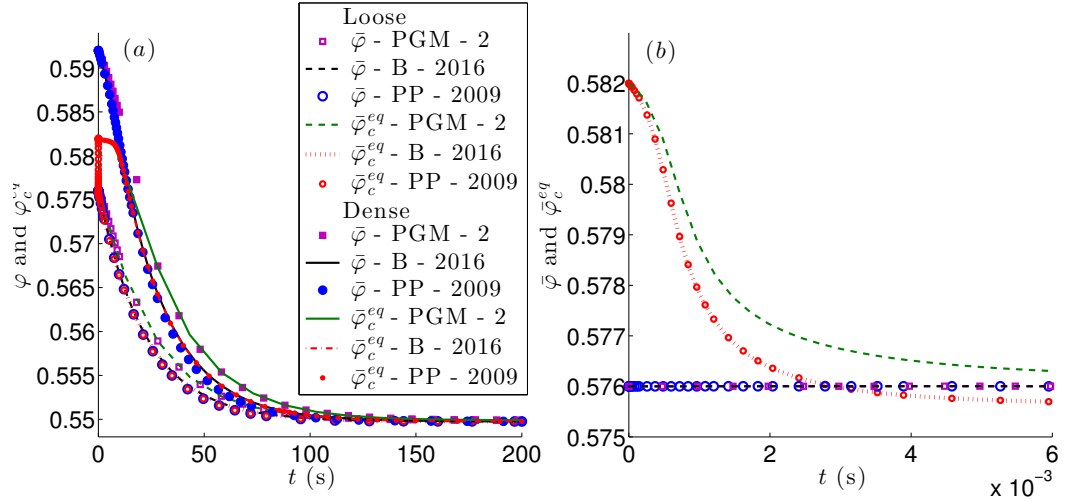 (a)
0.59
0.585
0.58
0.575
0.57
0.565
0.56
0.555
0.55
φ and φ_c^eq
0
50
100
150
200
t (s)
Loose
φ̄ - PGM - 2
φ̄ - B - 2016
φ̄ - PP - 2009
φ̄_c^eq - PGM - 2
φ̄_c^eq - B - 2016
φ̄_c^eq - PP - 2009
Dense
φ̄ - PGM - 2
φ̄ - B - 2016
φ̄ - PP - 2009
φ̄_c^eq - PGM - 2
φ̄_c^eq - B - 2016
φ̄_c^eq - PP - 2009
(b)
0.582
0.581
0.58
0.579
0.578
0.577
0.576
0.575
φ̄ and φ̄_c^eq
0
2
4
6
t (s)
x 10⁻³